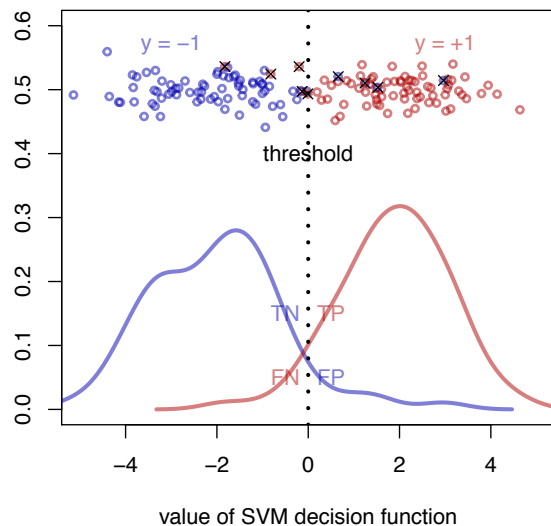 0.6
y = −1
y = +1
0.5
threshold
0.4
0.3
0.2
TN TP
0.1
FN FP
0.0
−4 −2 0 2 4
value of SVM decision function